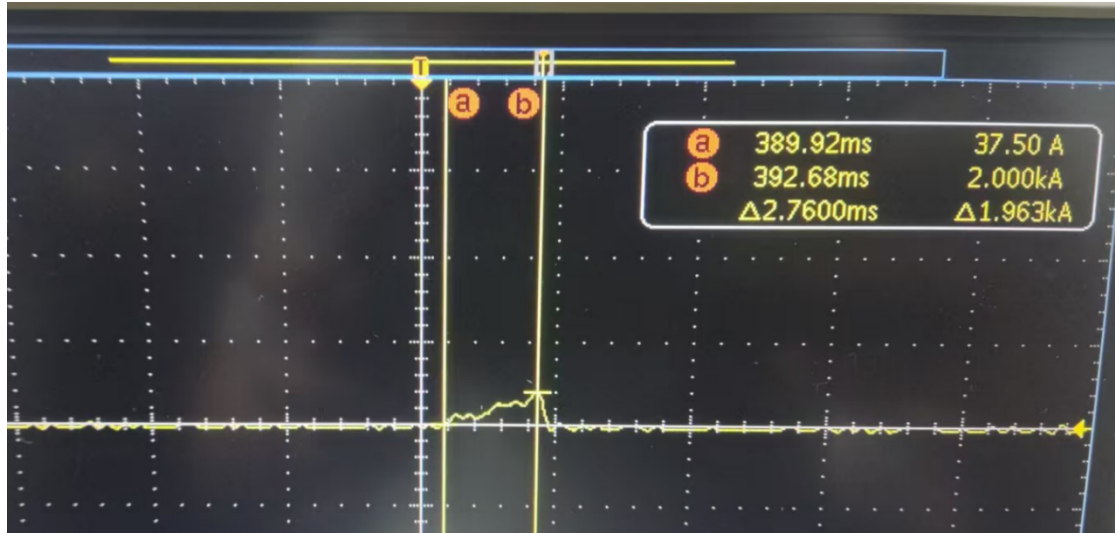 T
a b
a 389.92ms 37.50 A
b 392.68ms 2.000kA
Δ2.7600ms Δ1.963kA